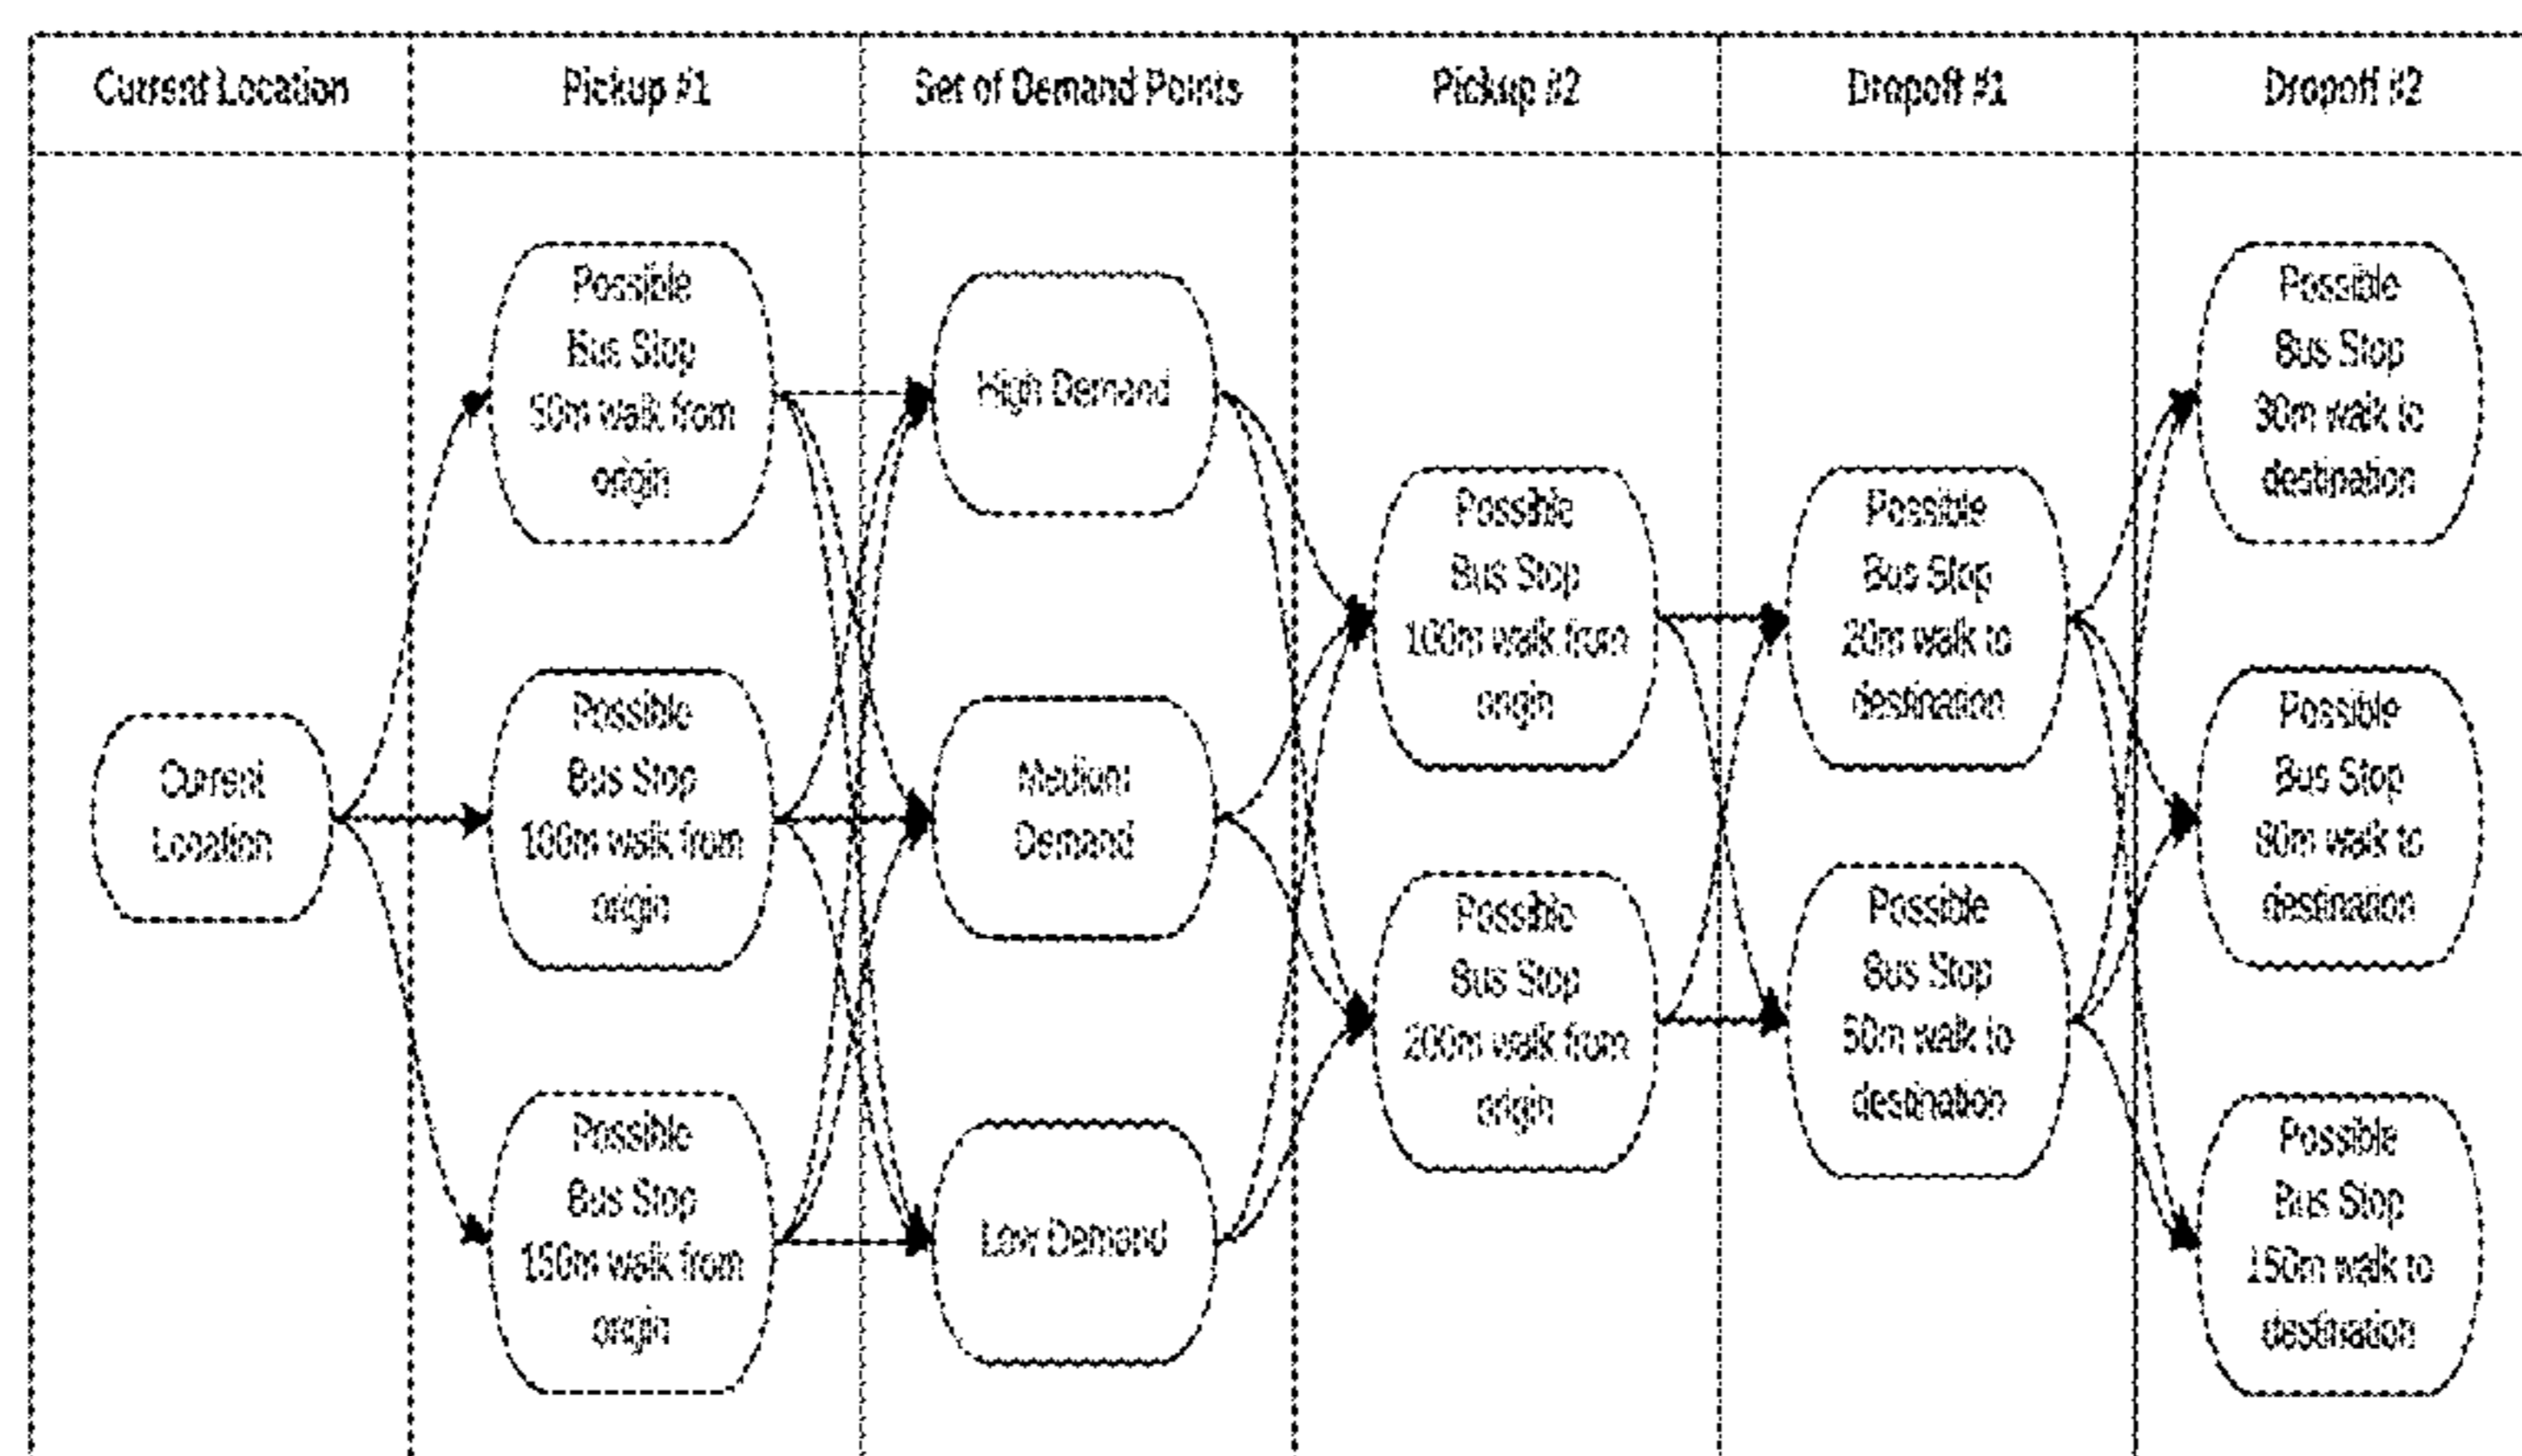 Current Location
Pickup #1
Set of Demand Points
Pickup #2
Dropoff #1
Dropoff #2
Current
Location
Possible
Bus Stop
50m walk from
origin
Possible
Bus Stop
100m walk from
origin
Possible
Bus Stop
150m walk from
origin
High Demand
Medium
Demand
Low Demand
Possible
Bus Stop
100m walk from
origin
Possible
Bus Stop
200m walk from
origin
Possible
Bus Stop
20m walk to
destination
Possible
Bus Stop
50m walk to
destination
Possible
Bus Stop
30m walk to
destination
Possible
Bus Stop
80m walk to
destination
Possible
Bus Stop
150m walk to
destination